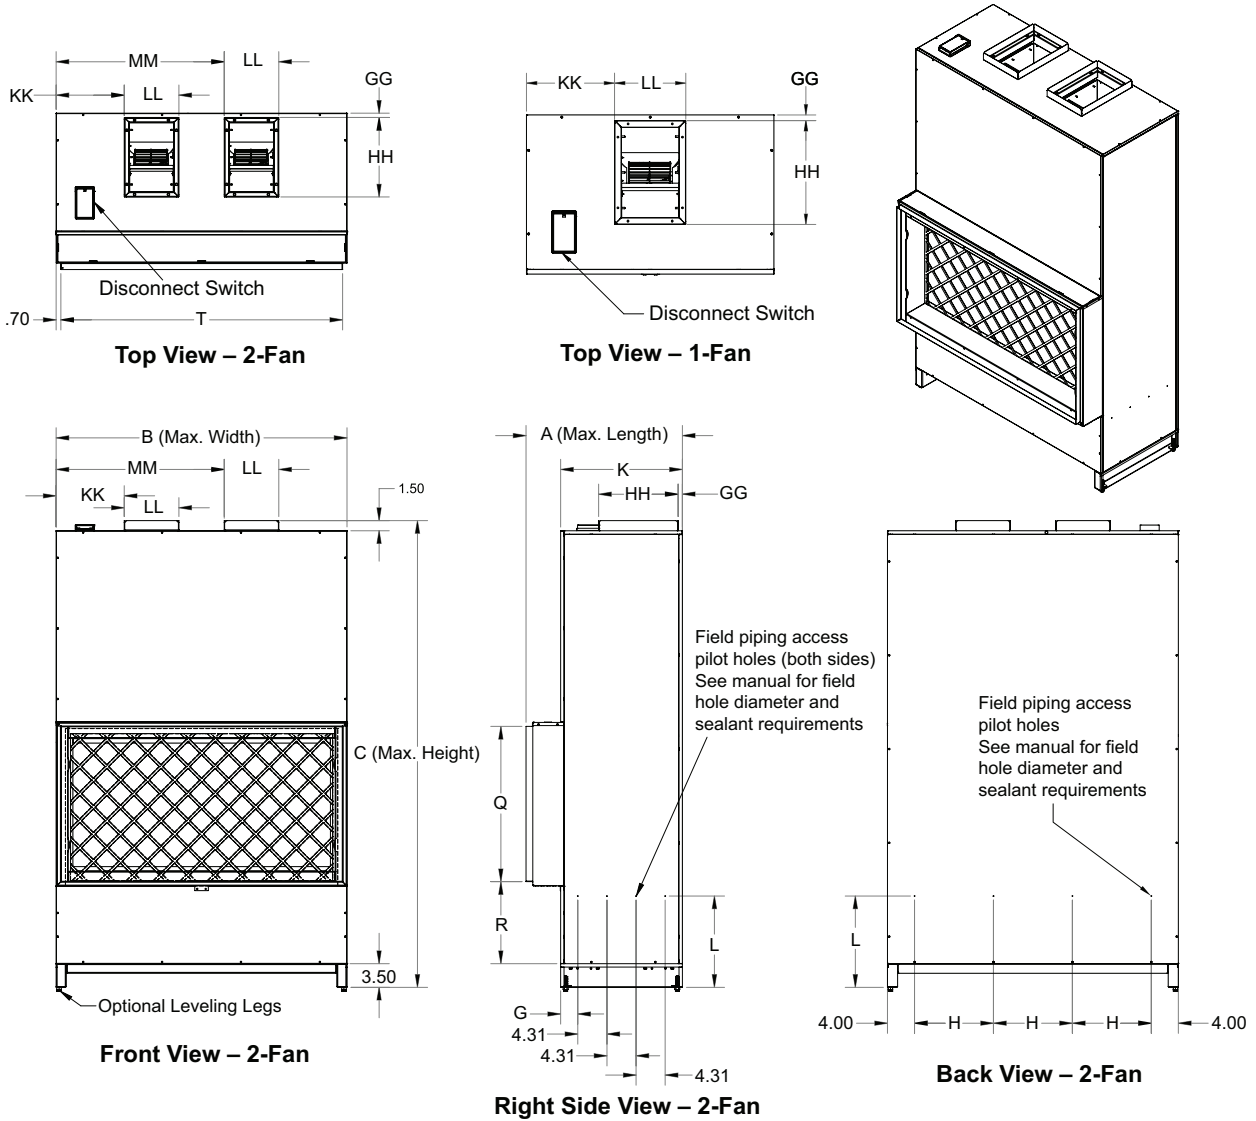 MM
LL
GG
KK
LL
HH
Disconnect Switch
.70
T
Top View – 2-Fan
KK
LL
GG
HH
Disconnect Switch
Top View – 1-Fan
B (Max. Width)
MM
LL
KK
LL
1.50
C (Max. Height)
3.50
Optional Leveling Legs
Front View – 2-Fan
A (Max. Length)
K
HH
GG
Field piping access
pilot holes (both sides)
See manual for field
hole diameter and
sealant requirements
Q
R
L
G
4.31
4.31
4.31
Right Side View – 2-Fan
Field piping access
pilot holes
See manual for field
hole diameter and
sealant requirements
L
4.00
H
H
H
4.00
Back View – 2-Fan